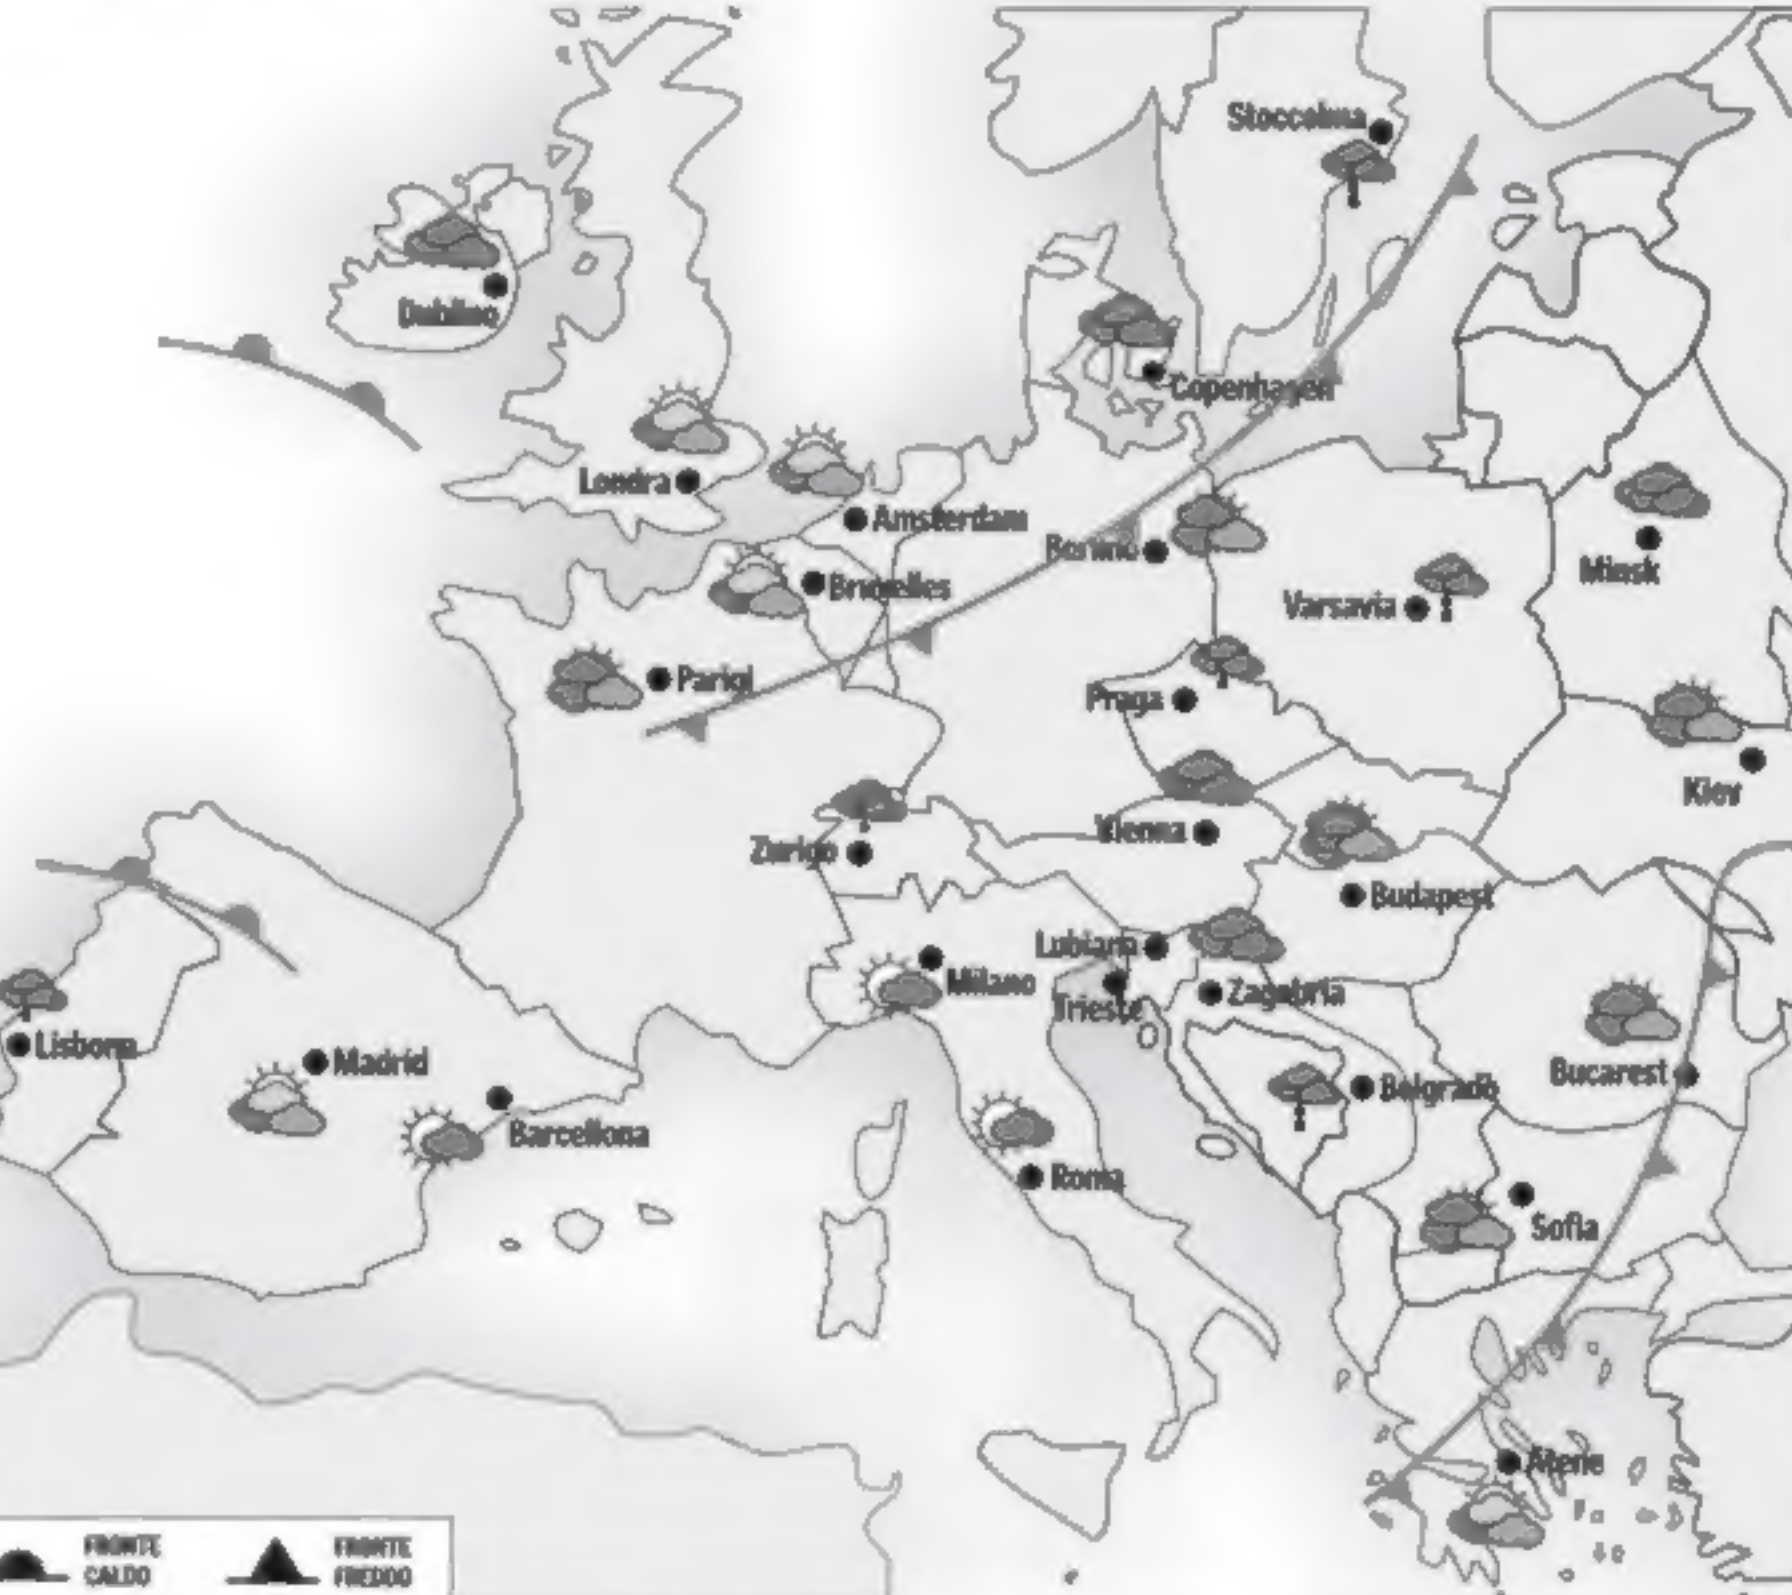 Stoccolma
Dublino
Copenhagen
Londra
Amsterdam
Berlino
Bruxelles
Minsk
Varsavia
Parigi
Praga
Kiev
Vienna
Zurigo
Budapest
Lubiana
Milano
Zagabria
Trieste
Lisbona
Madrid
Bucarest
Belgrado
Barcellona
Roma
Sofia
Atene
FRONTE
CALDO
FRONTE
FREDDO